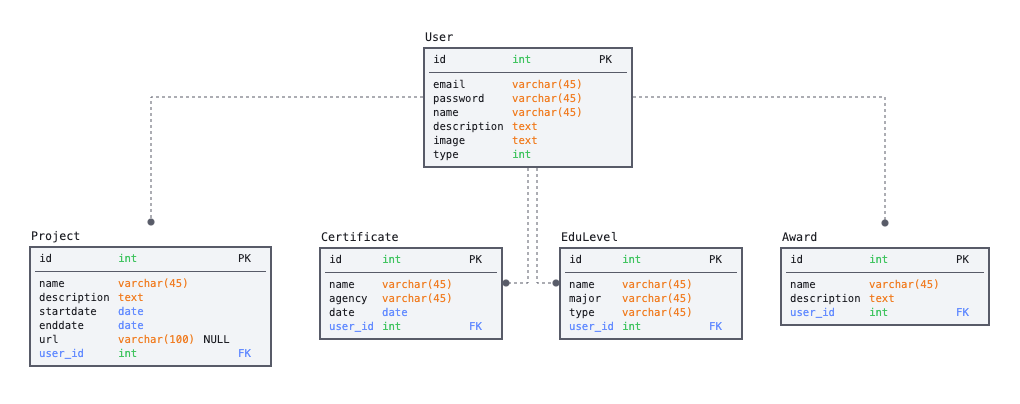 User
id int PK
email varchar(45)
password varchar(45)
name varchar(45)
description text
image text
type int
Project
id int PK
name varchar(45)
description text
startdate date
enddate date
url varchar(100) NULL
user_id int FK
Certificate
id int PK
name varchar(45)
agency varchar(45)
date date
user_id int FK
EduLevel
id int PK
name varchar(45)
major varchar(45)
type varchar(45)
user_id int FK
Award
id int PK
name varchar(45)
description text
user_id int FK